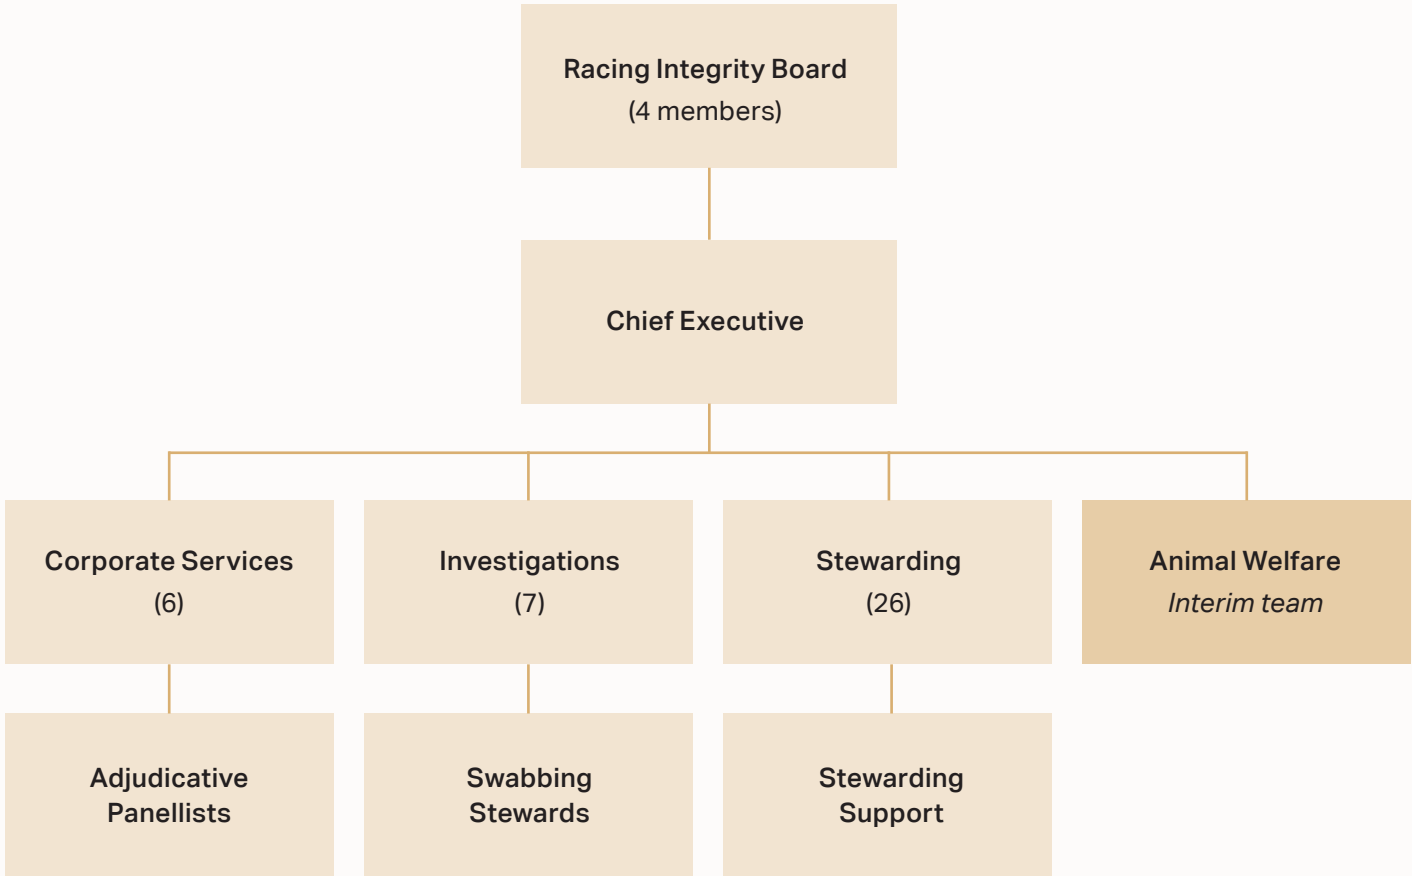 Racing Integrity Board
(4 members)
Chief Executive
Corporate Services
(6)
Investigations
(7)
Stewarding
(26)
Animal Welfare
Interim team
Adjudicative
Panellists
Swabbing
Stewards
Stewarding
Support